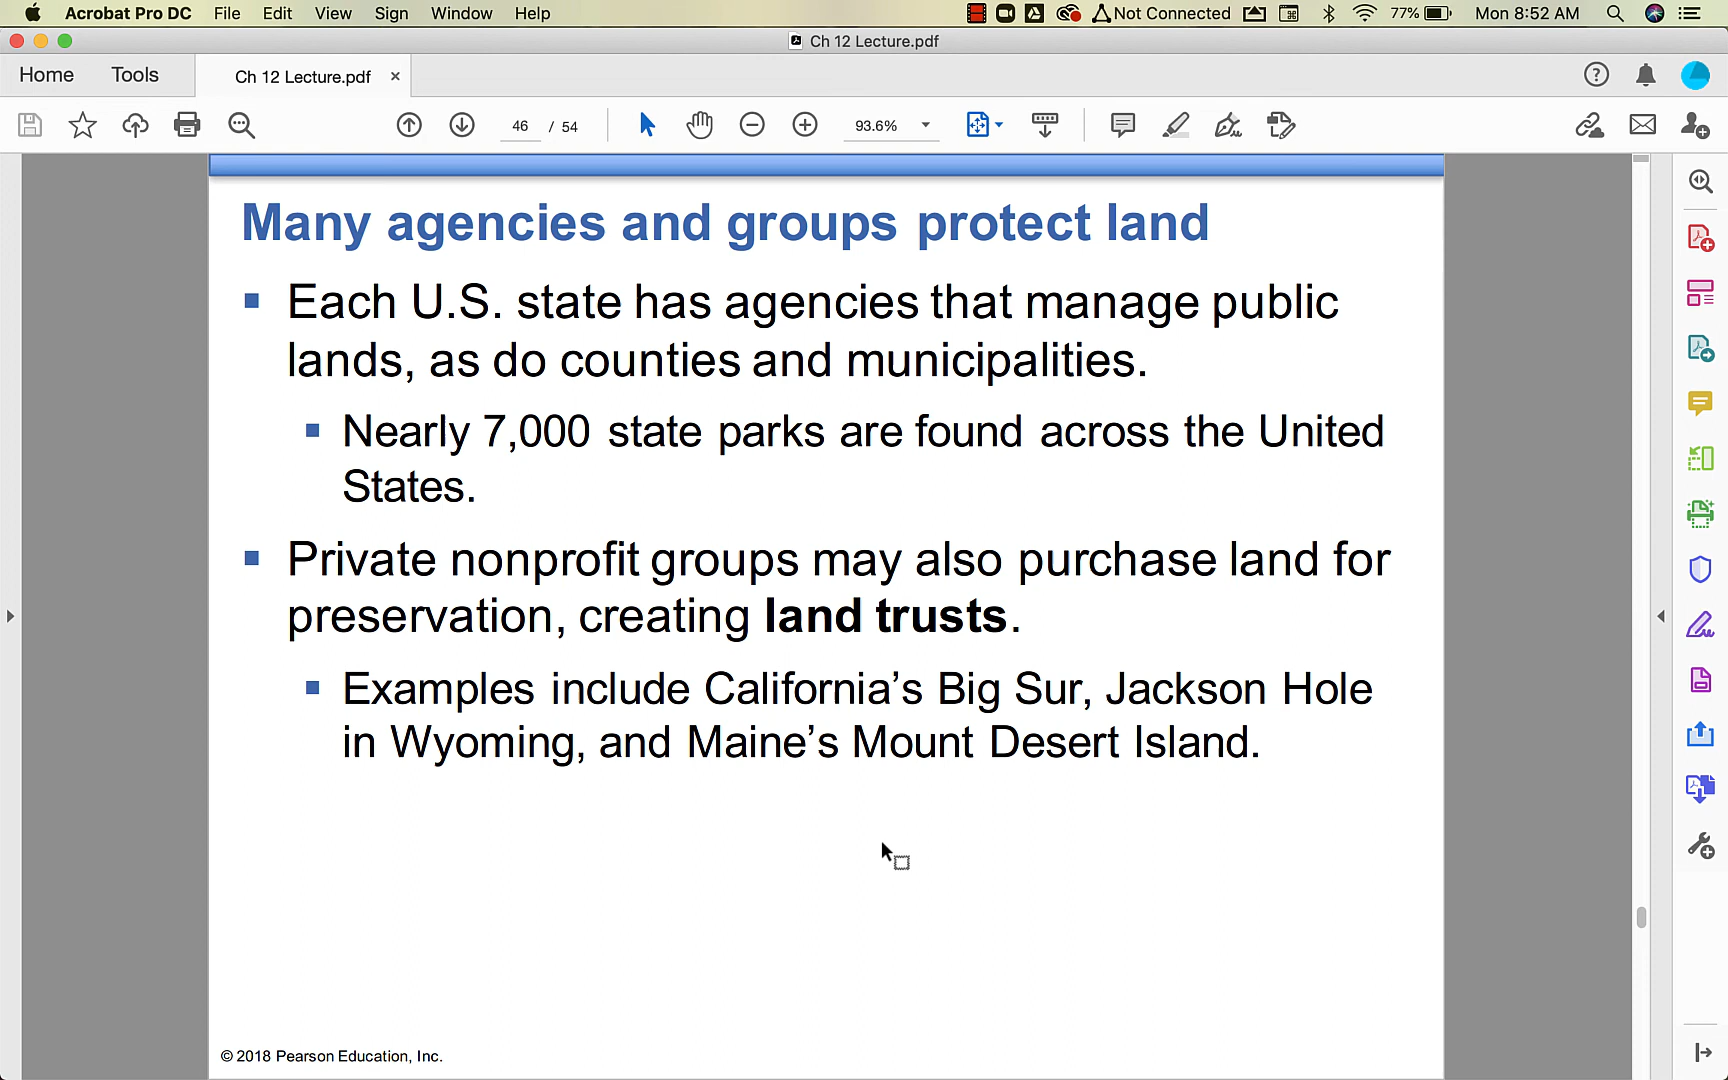 Acrobat Pro DC File Edit View Sign Window Help Not Connected 77% Mon 8:52 AM
Ch 12 Lecture.pdf
Home Tools Ch 12 Lecture.pdf ×
46 / 54 93.6%
Many agencies and groups protect land
Each U.S. state has agencies that manage public
lands, as do counties and municipalities.
Nearly 7,000 state parks are found across the United
States.
Private nonprofit groups may also purchase land for
preservation, creating land trusts.
Examples include California’s Big Sur, Jackson Hole
in Wyoming, and Maine’s Mount Desert Island.
© 2018 Pearson Education, Inc.